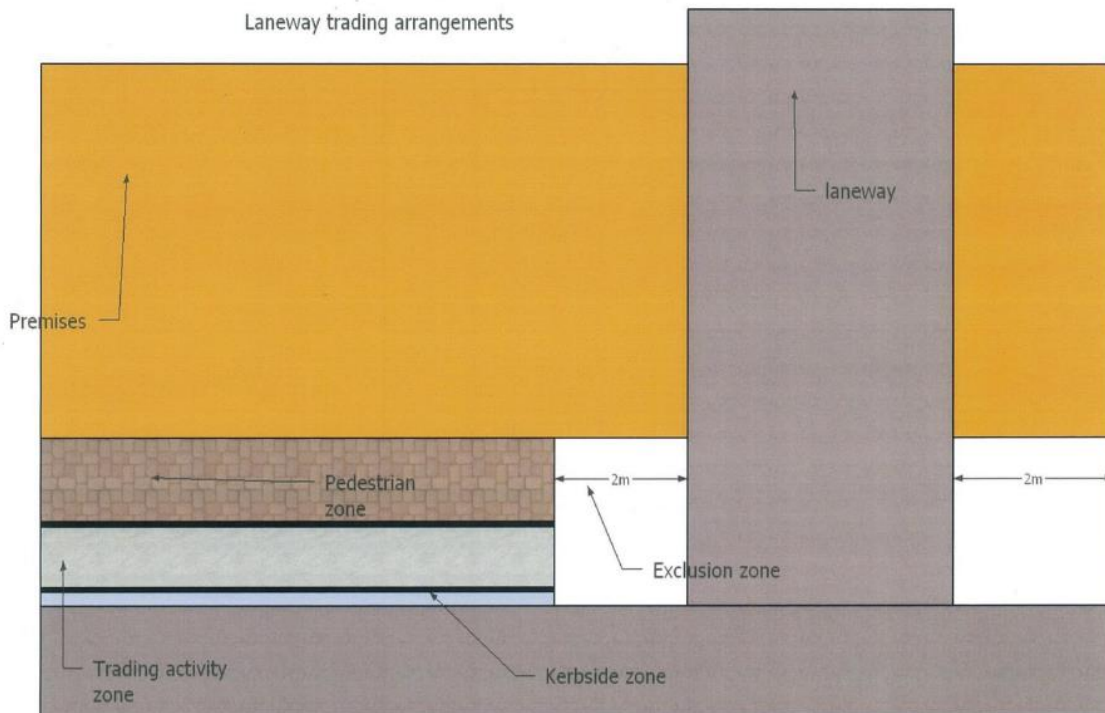 Laneway trading arrangements
laneway
Premises
Pedestrian
zone
2m
2m
Exclusion zone
Trading activity
zone
Kerbside zone